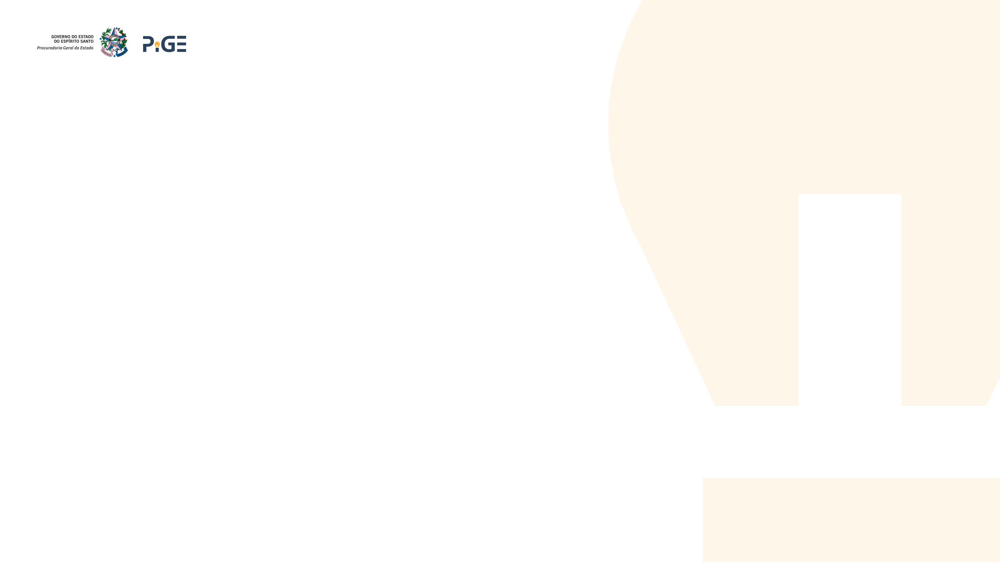 GOVERNO DO ESTADO
DO ESPÍRITO SANTO
Procuradoria-Geral do Estado
PiGE